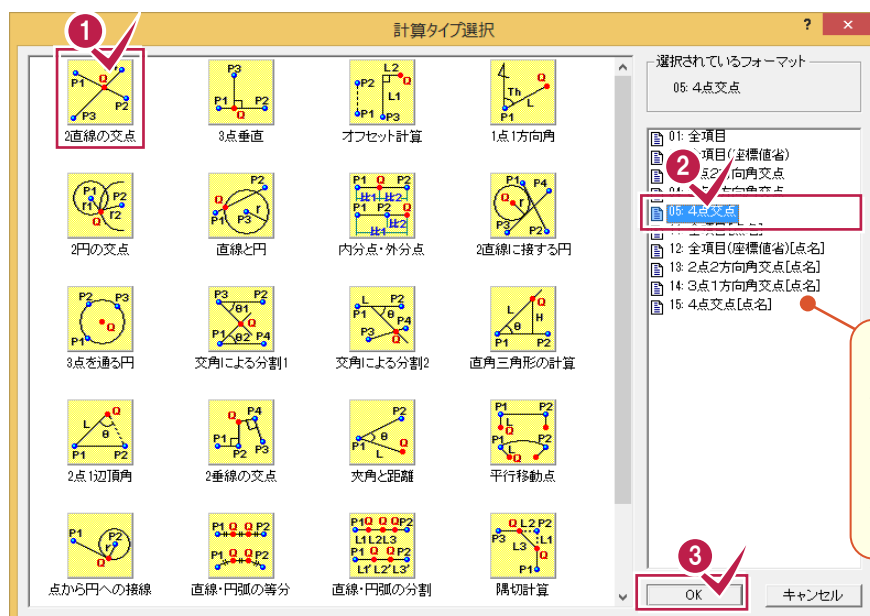 計算タイプ選択
? ×
1
2直線の交点
3点垂直
オフセット計算
1点1方向角
2円の交点
直線と円
内分点・外分点
2直線に接する円
3点を通る円
交角による分割1
交角による分割2
直角三角形の計算
2点1辺頂角
2垂線の交点
夾角と距離
平行移動点
点から円への接線
直線・円弧の等分
直線・円弧の分割
隅切計算
選択されているフォーマット
05: 4点交点
01: 全項目
全項目(座標値省)
2
05: 4点交点
12: 全項目(座標値省)[点名]
13: 2点2方向角交点[点名]
14: 3点1方向角交点[点名]
15: 4点交点[点名]
3
OK
キャンセル